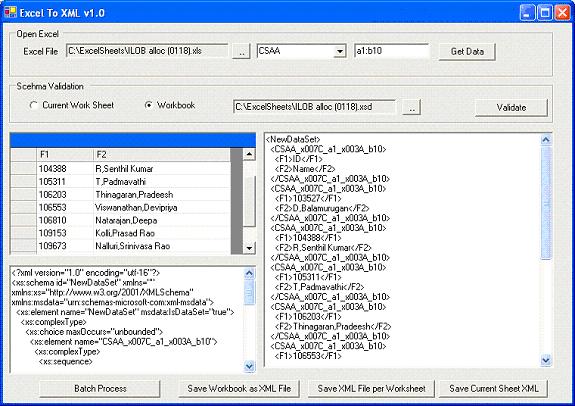 Excel To XML v1.0
Open Excel
Excel File C:\ExcelSheets\ILOB alloc (0118).xls .. CSAA a1:b10 Get Data
Scehma Validation
Current Work Sheet Workbook C:\ExcelSheets\ILOB alloc (0118).xsd .. Validate
F1 F2
104388 R,Senthil Kumar
105311 T,Padmavathi
106203 Thinagaran,Pradeesh
106553 Viswanathan,Devipriya
106810 Natarajan,Deepa
109153 Kolli,Prasad Rao
109673 Nalluri,Srinivasa Rao
<?xml version="1.0" encoding="utf-16"?>
<xs:schema id="NewDataSet" xmlns=""
xmlns:xs="http://www.w3.org/2001/XMLSchema"
xmlns:msdata="urn:schemas-microsoft-com:xml-msdata">
<xs:element name="NewDataSet" msdata:IsDataSet="true">
<xs:complexType>
<xs:choice maxOccurs="unbounded">
<xs:element name="CSAA_x007C_a1_x003A_b10">
<xs:complexType>
<xs:sequence>
<NewDataSet>
<CSAA_x007C_a1_x003A_b10>
<F1>ID</F1>
<F2>Name</F2>
</CSAA_x007C_a1_x003A_b10>
<CSAA_x007C_a1_x003A_b10>
<F1>103527</F1>
<F2>D,Balamurugan</F2>
</CSAA_x007C_a1_x003A_b10>
<CSAA_x007C_a1_x003A_b10>
<F1>104388</F1>
<F2>R,Senthil Kumar</F2>
</CSAA_x007C_a1_x003A_b10>
<CSAA_x007C_a1_x003A_b10>
<F1>105311</F1>
<F2>T,Padmavathi</F2>
</CSAA_x007C_a1_x003A_b10>
<CSAA_x007C_a1_x003A_b10>
<F1>106203</F1>
<F2>Thinagaran,Pradeesh</F2>
</CSAA_x007C_a1_x003A_b10>
<CSAA_x007C_a1_x003A_b10>
<F1>106553</F1>
Batch Process Save Workbook as XML File Save XML File per Worksheet Save Current Sheet XML